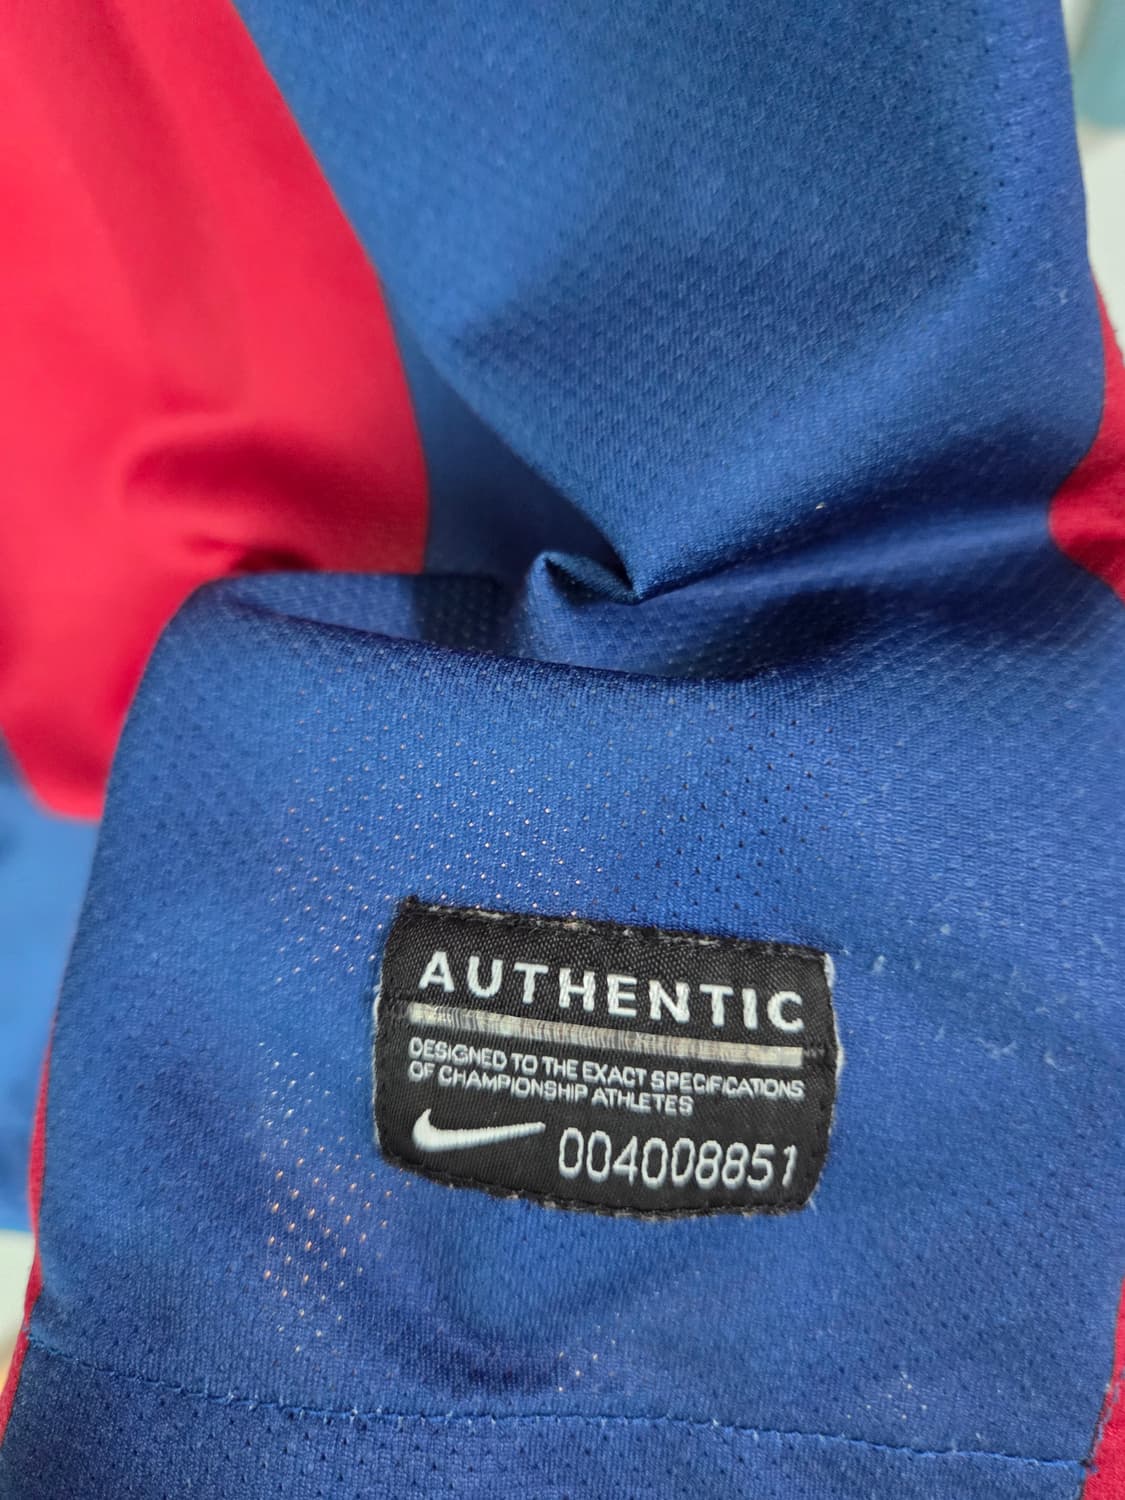 AUTHENTIC
DESIGNED TO THE EXACT SPECIFICATIONS
OF CHAMPIONSHIP ATHLETES
004008851